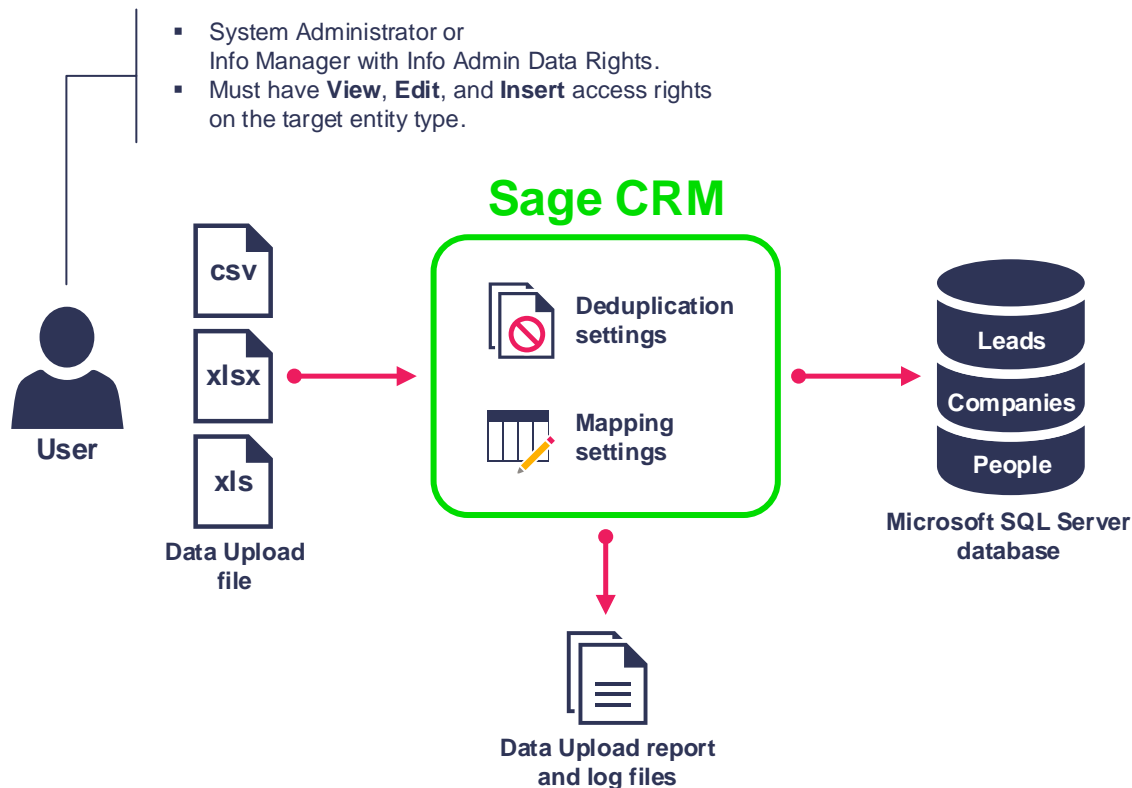 ▪ System Administrator or
Info Manager with Info Admin Data Rights.
▪ Must have View, Edit, and Insert access rights
on the target entity type.
Sage CRM
csv
xlsx
xls
User
Data Upload
file
Deduplication
settings
Mapping
settings
Leads
Companies
People
Microsoft SQL Server
database
Data Upload report
and log files